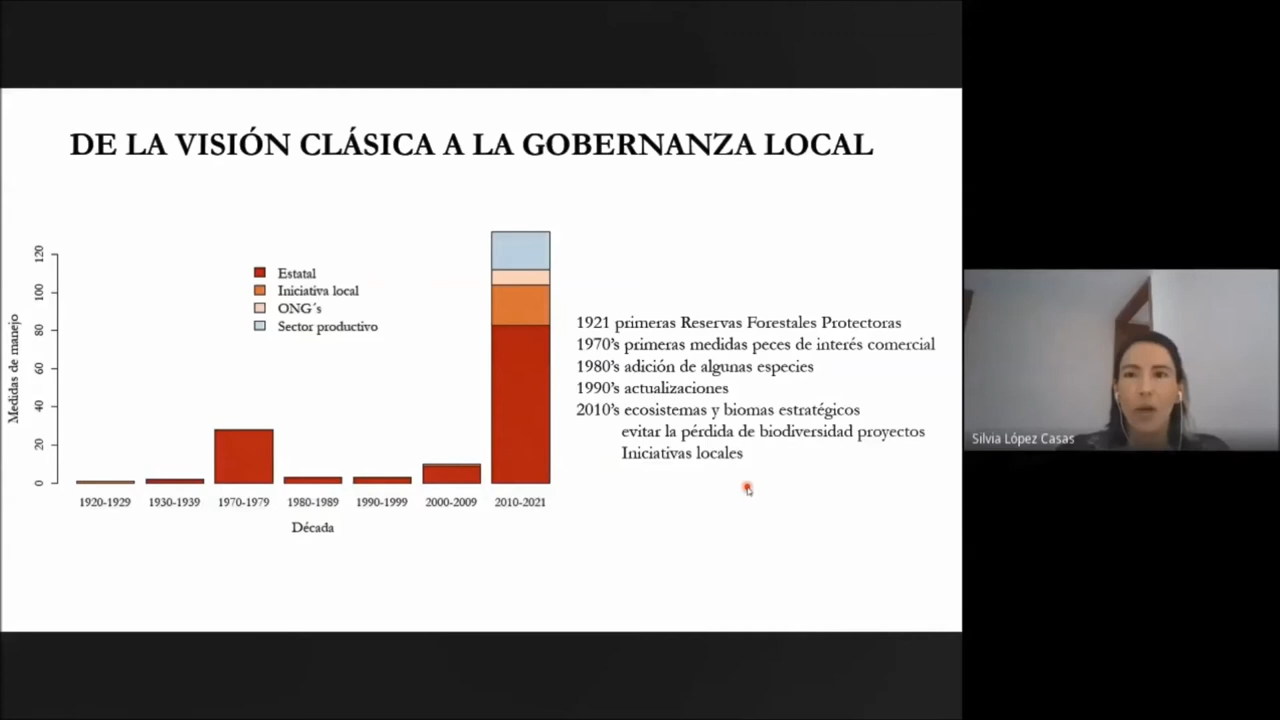 DE LA VISIÓN CLÁSICA A LA GOBERNANZA LOCAL
120
100
80
60
40
20
0
Medidas de manejo
Estatal
Iniciativa local
ONG´s
Sector productivo
1920-1929 1930-1939 1970-1979 1980-1989 1990-1999 2000-2009 2010-2021
Década
1921 primeras Reservas Forestales Protectoras
1970’s primeras medidas peces de interés comercial
1980’s adición de algunas especies
1990’s actualizaciones
2010’s ecosistemas y biomas estratégicos
evitar la pérdida de biodiversidad proyectos
Iniciativas locales
Silvia López Casas